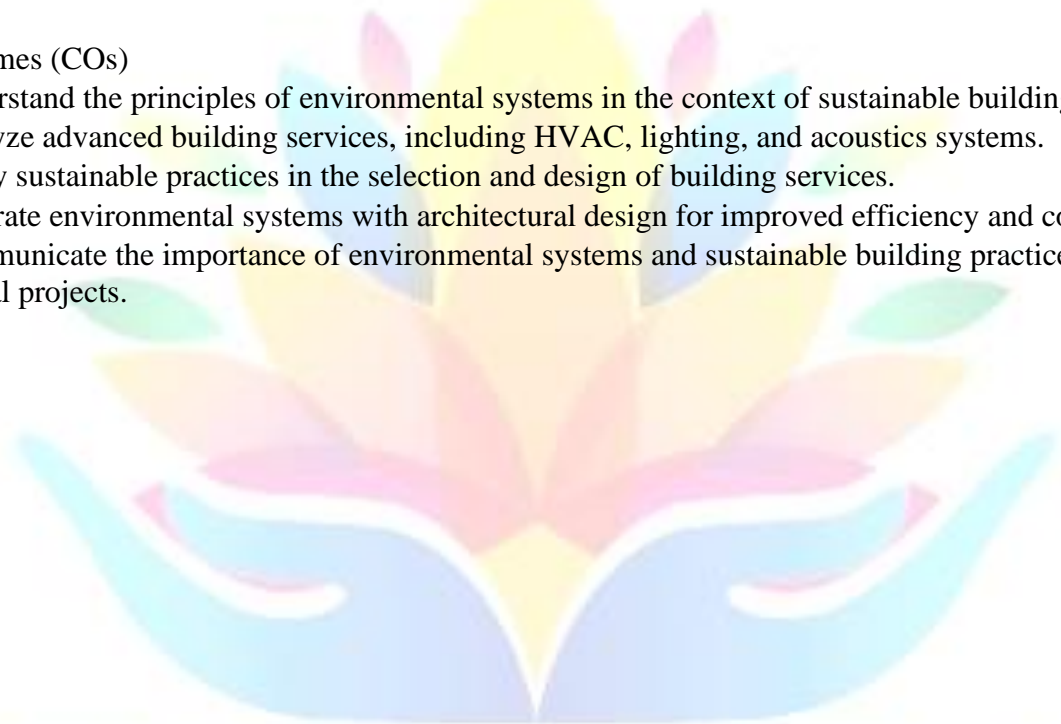 mes (COs)
rstand the principles of environmental systems in the context of sustainable building
yze advanced building services, including HVAC, lighting, and acoustics systems.
y sustainable practices in the selection and design of building services.
rate environmental systems with architectural design for improved efficiency and co
municate the importance of environmental systems and sustainable building practice
al projects.